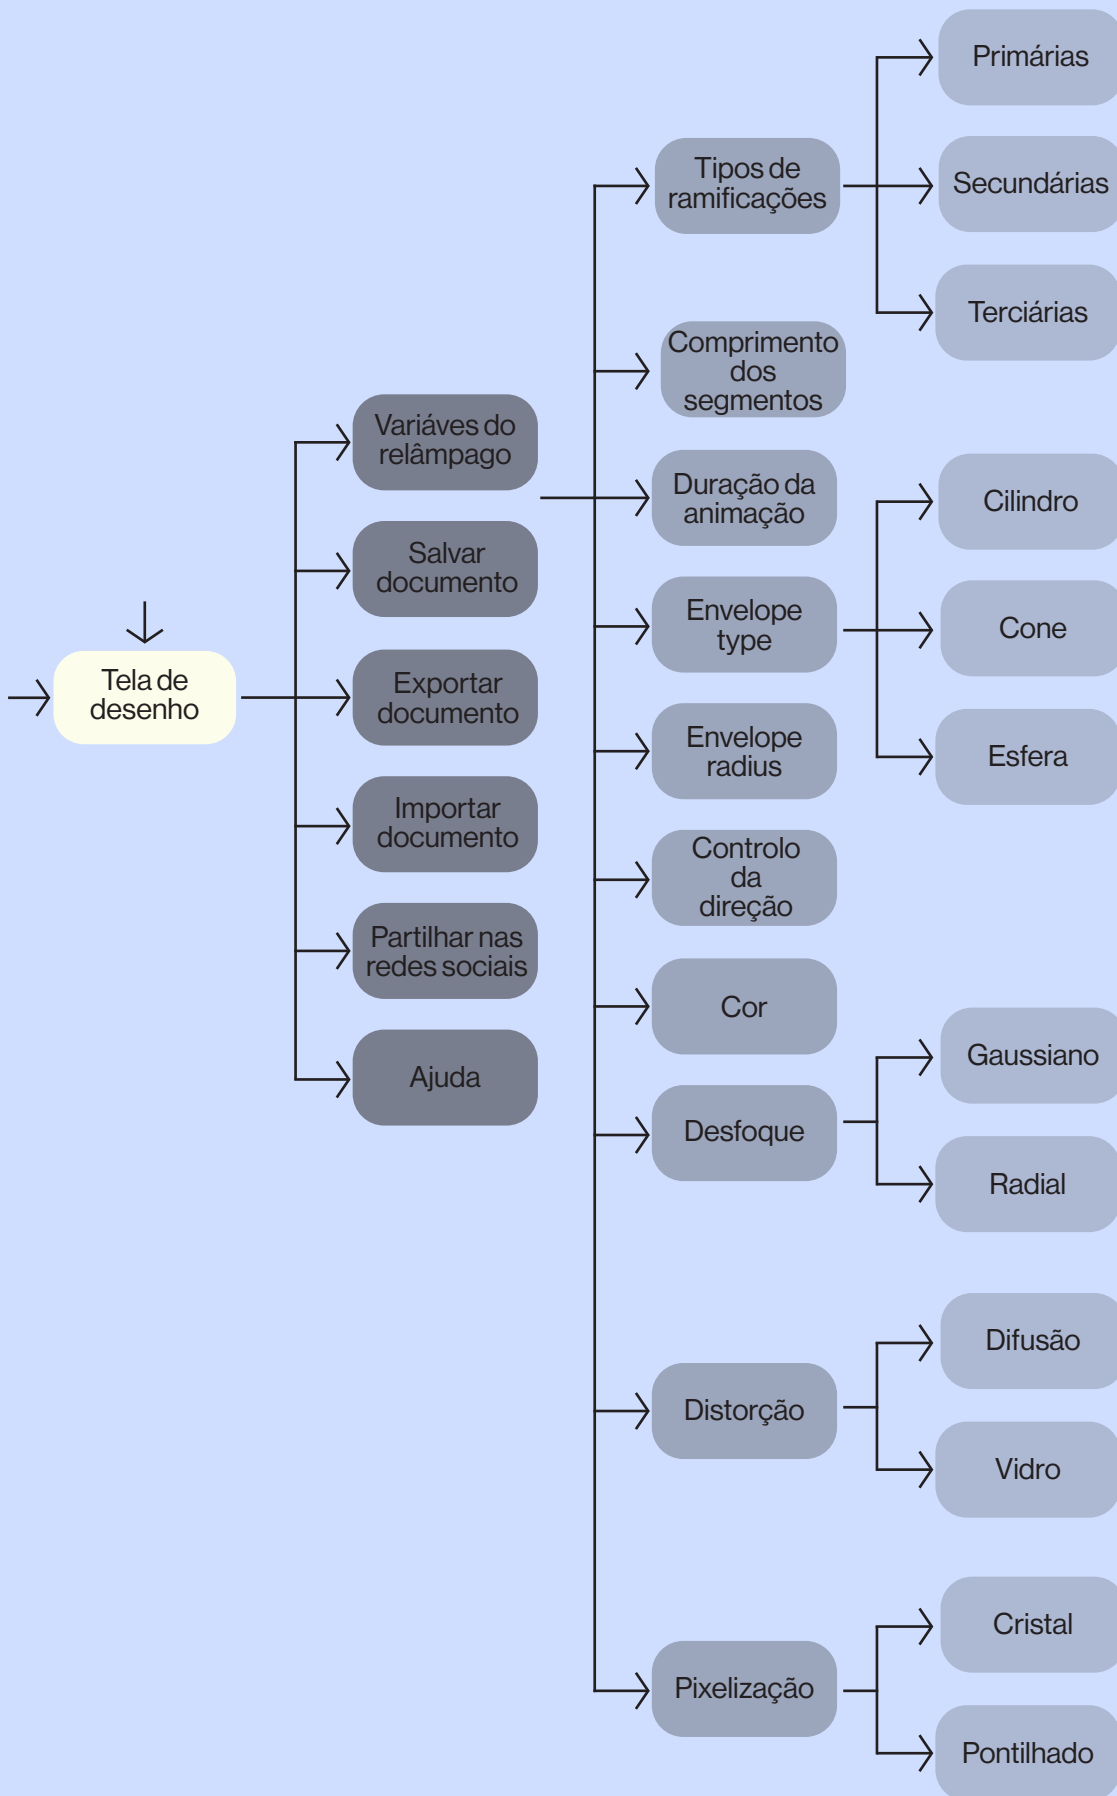 Tela de
desenho
Variáves do
relâmpago
Salvar
documento
Exportar
documento
Importar
documento
Partilhar nas
redes sociais
Ajuda
Tipos de
ramificações
Comprimento
dos
segmentos
Duração da
animação
Envelope
type
Envelope
radius
Controlo
da
direção
Cor
Desfoque
Distorção
Pixelização
Primárias
Secundárias
Terciárias
Cilindro
Cone
Esfera
Gaussiano
Radial
Difusão
Vidro
Cristal
Pontilhado